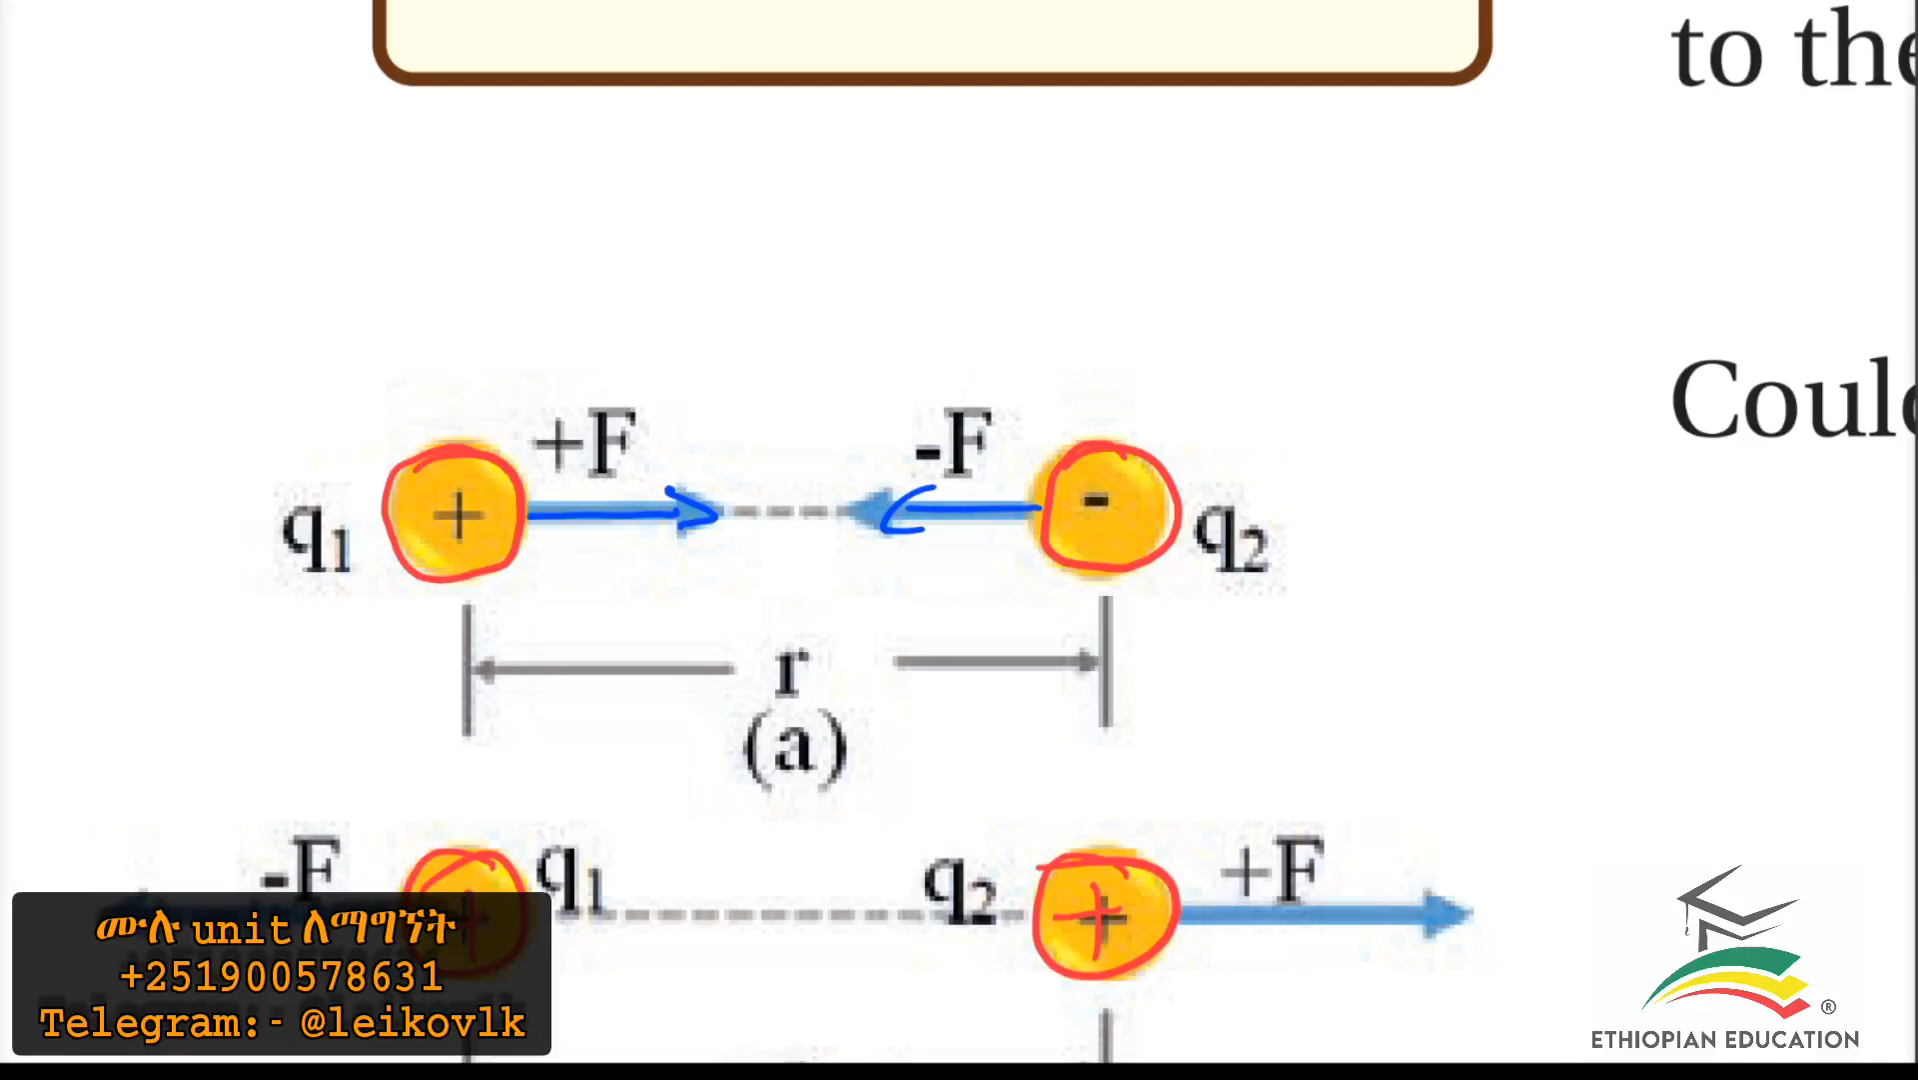 to the
Coul
+F
-F
+
-
q1
q2
r
(a)
-F
q1
q2
+
+F
ሙሉ unit ለማግኘት
+251900578631
Telegram:- @leikovlk
®
ETHIOPIAN EDUCATION